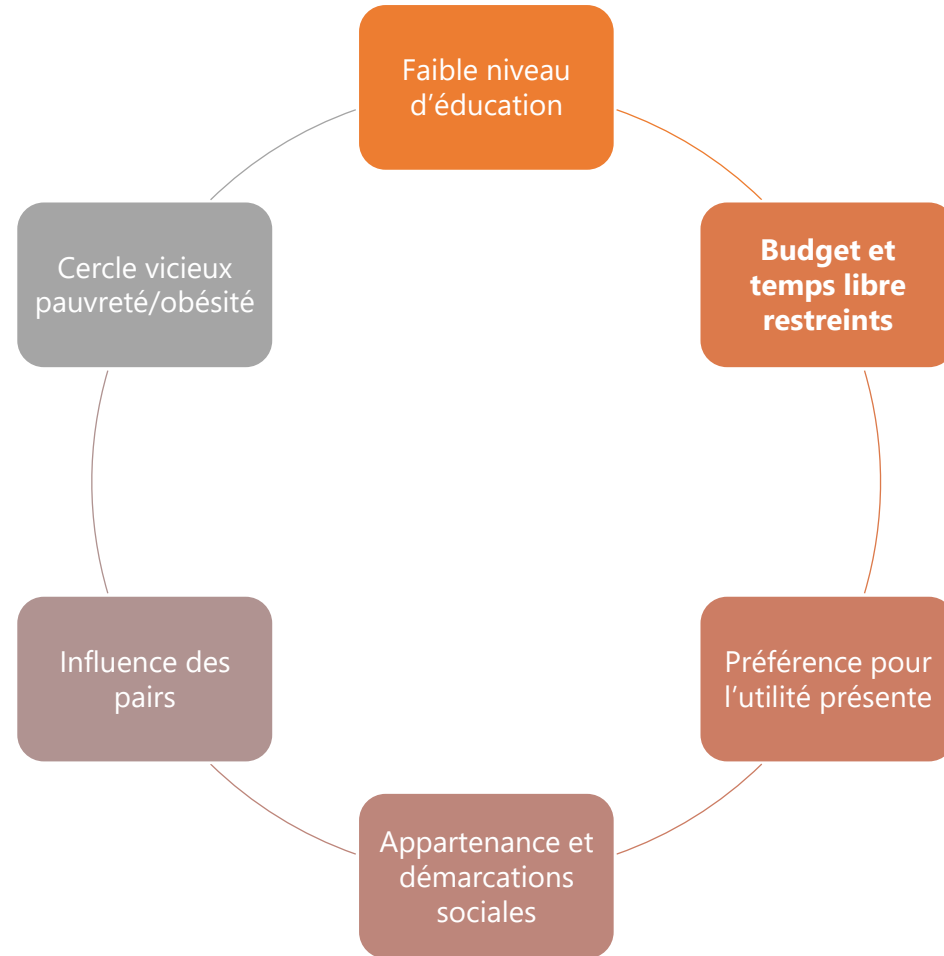 Faible niveau
d’éducation
Budget et
temps libre
restreints
Préférence pour
l’utilité présente
Appartenance et
démarcations
sociales
Influence des
pairs
Cercle vicieux
pauvreté/obésité